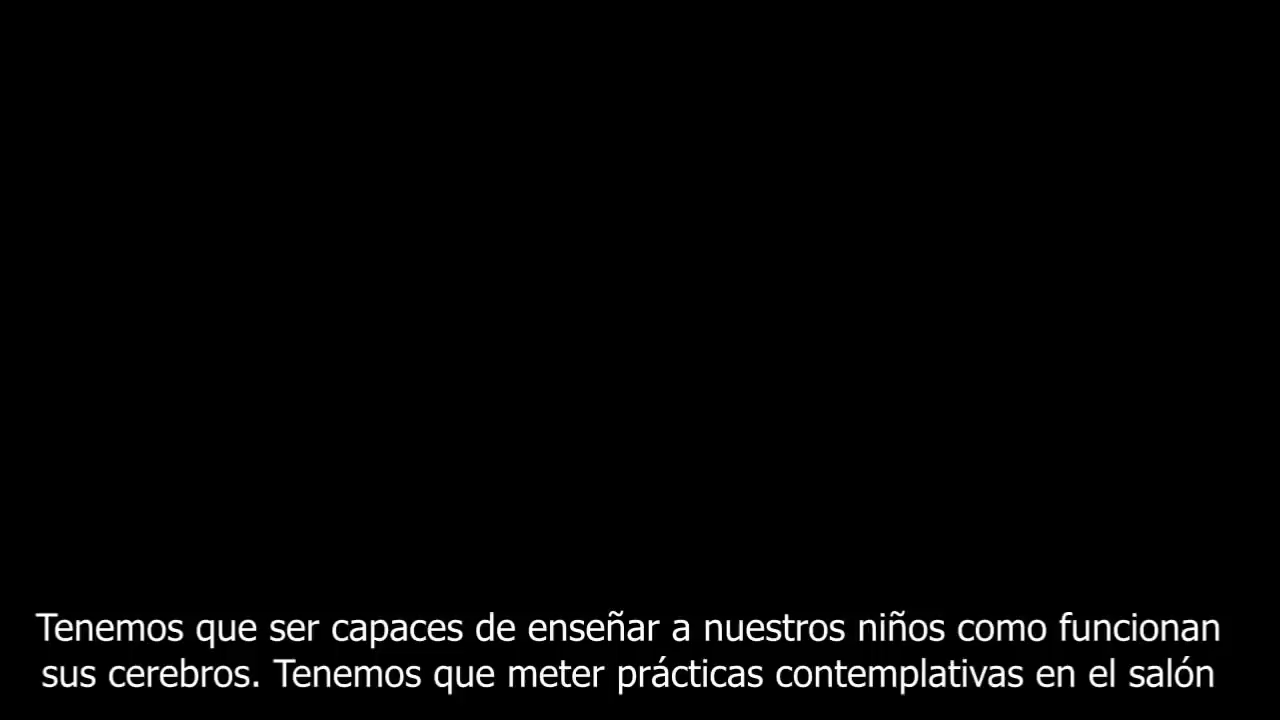 Tenemos que ser capaces de enseñar a nuestros niños como funcionan
sus cerebros. Tenemos que meter prácticas contemplativas en el salón